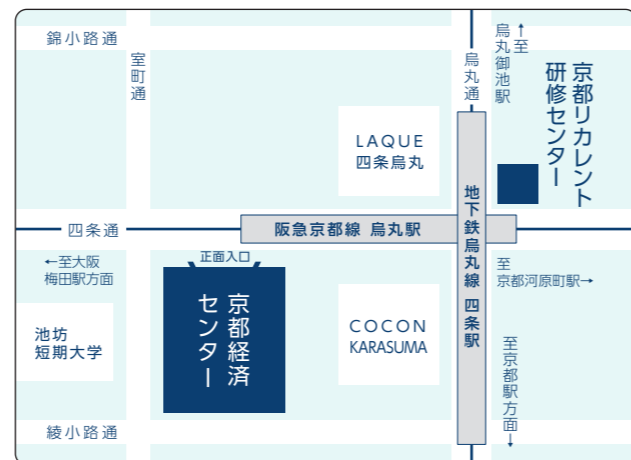 錦小路通
室町通
烏丸通
↑至
烏丸御池駅
京都リカレント
研修センター
LAQUE
四条烏丸
四条通
阪急京都線 烏丸駅
地下鉄烏丸線 四条駅
←至大阪
梅田駅方面
正面入口
京都経済
センター
至
京都河原町駅→
池坊
短期大学
COCON
KARASUMA
至京都駅方面→
綾小路通